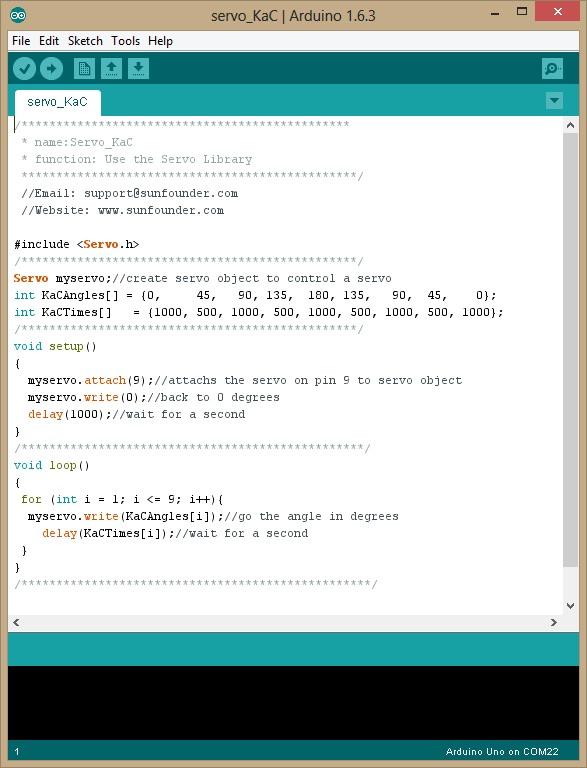 servo_KaC | Arduino 1.6.3
File Edit Sketch Tools Help
servo_KaC
/***********************************************
 * name:Servo_KaC
 * function: Use the Servo Library
 ************************************************/
 //Email: support@sunfounder.com
 //Website: www.sunfounder.com
#include <Servo.h>
/************************************************/
Servo myservo;//create servo object to control a servo
int KaCAngles[] = {0,     45,   90, 135,  180, 135,   90,  45,    0};
int KaCTimes[]   = {1000, 500, 1000, 500, 1000, 500, 1000, 500, 1000};
/************************************************/
void setup()
{
  myservo.attach(9);//attachs the servo on pin 9 to servo object
  myservo.write(0);//back to 0 degrees
  delay(1000);//wait for a second
}
/*************************************************/
void loop()
{
 for (int i = 1; i <= 9; i++){
  myservo.write(KaCAngles[i]);//go the angle in degrees
    delay(KaCTimes[i]);//wait for a second
 }
}
/**************************************************/
1
Arduino Uno on COM22